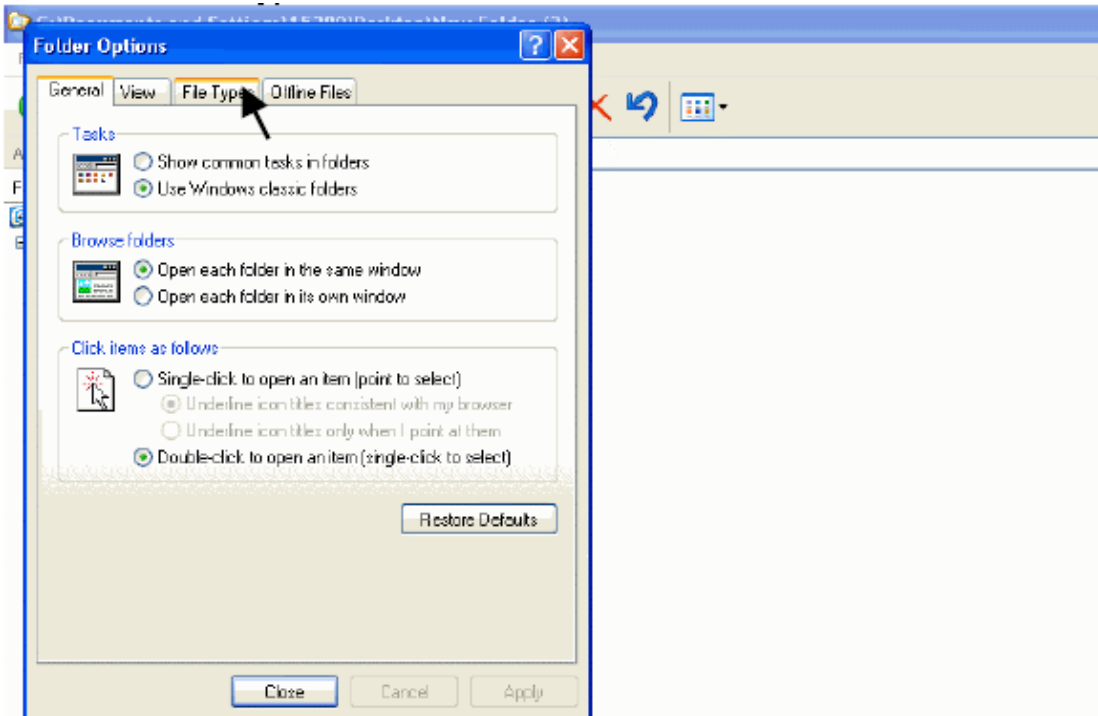 Folder Options
General View File Types Offline Files
Tasks
Show common tasks in folders
Use Windows classic folders
Browse folders
Open each folder in the same window
Open each folder in its own window
Click items as follows
Single-click to open an item (point to select)
Underline icon titles consistent with my browser
Underline icon titles only when I point at them
Double-click to open an item (single-click to select)
Restore Defaults
Close Cancel Apply